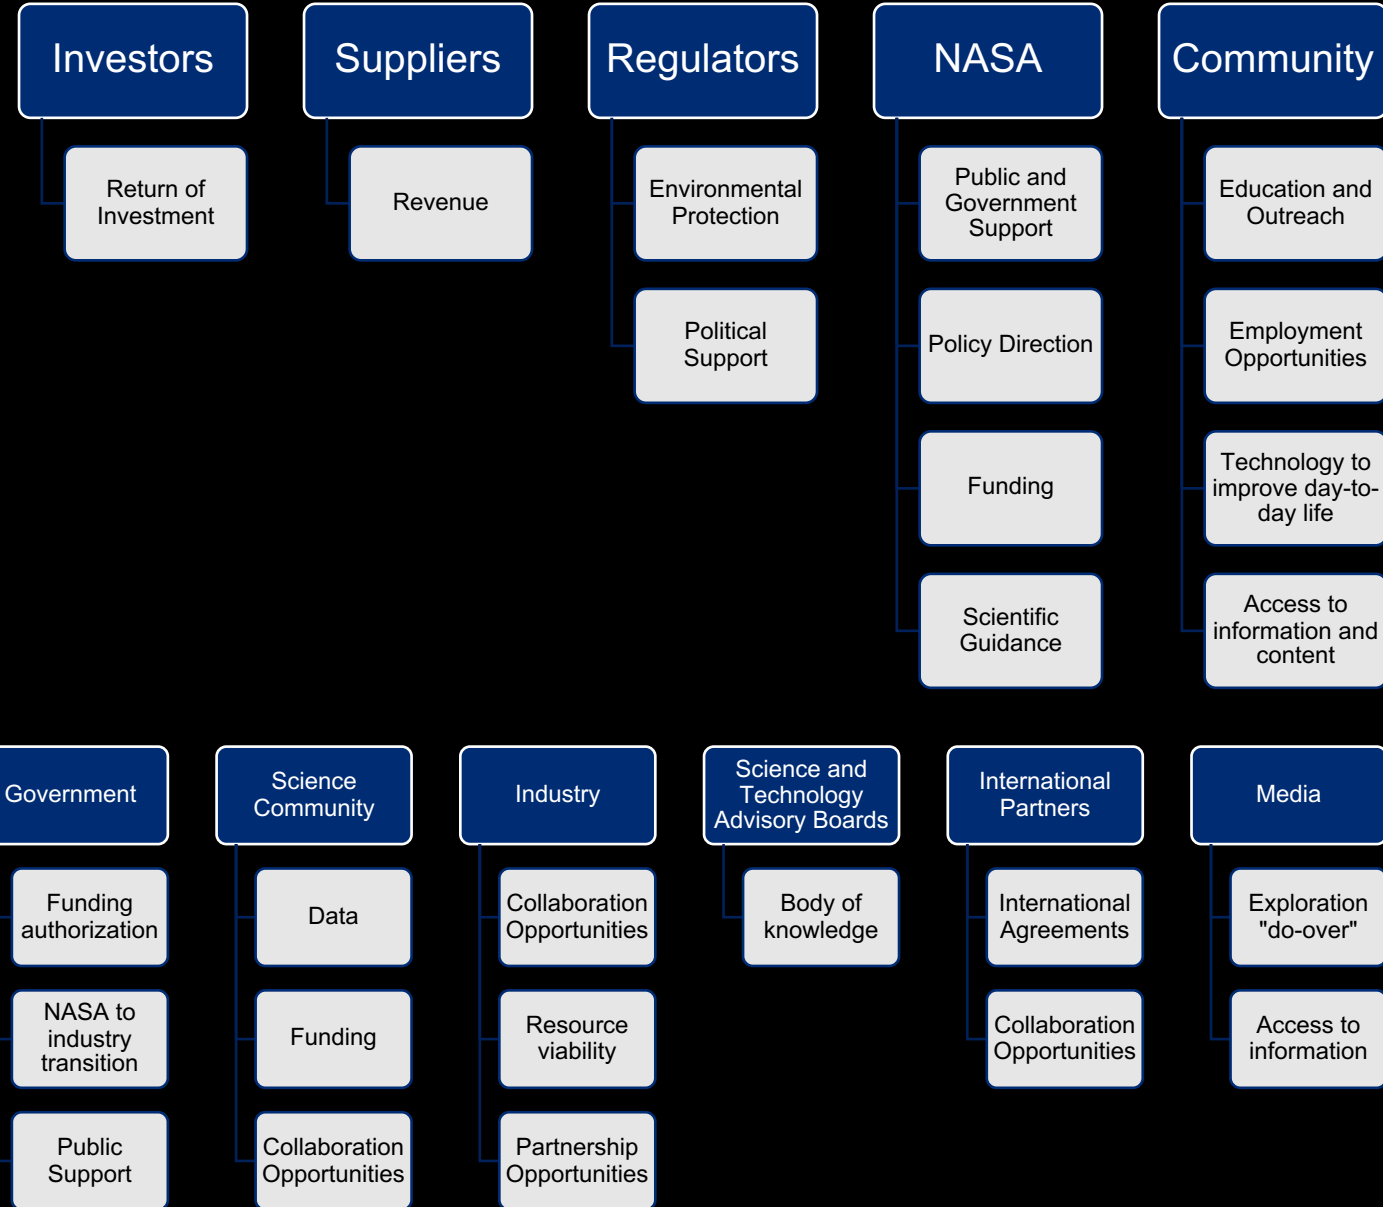 Investors
Return of
Investment
Suppliers
Revenue
Regulators
Environmental
Protection
Political
Support
NASA
Public and
Government
Support
Policy Direction
Funding
Scientific
Guidance
Community
Education and
Outreach
Employment
Opportunities
Technology to
improve day-to-
day life
Access to
information and
content
Government
Funding
authorization
NASA to
industry
transition
Public
Support
Science
Community
Data
Funding
Collaboration
Opportunities
Industry
Collaboration
Opportunities
Resource
viability
Partnership
Opportunities
Science and
Technology
Advisory Boards
Body of
knowledge
International
Partners
International
Agreements
Collaboration
Opportunities
Media
Exploration
"do-over"
Access to
information